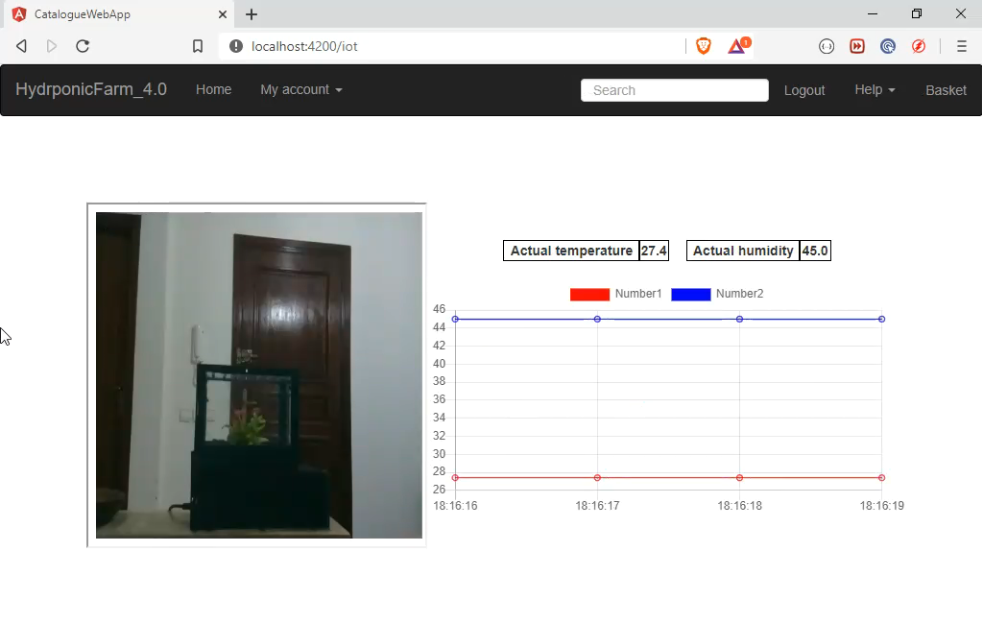 CatalogueWebApp
localhost:4200/iot
1
HydrponicFarm_4.0 Home My account Search Logout Help Basket
Actual temperature 27.4 Actual humidity 45.0
Number1 Number2
46
44
42
40
38
36
34
32
30
28
26
18:16:16 18:16:17 18:16:18 18:16:19